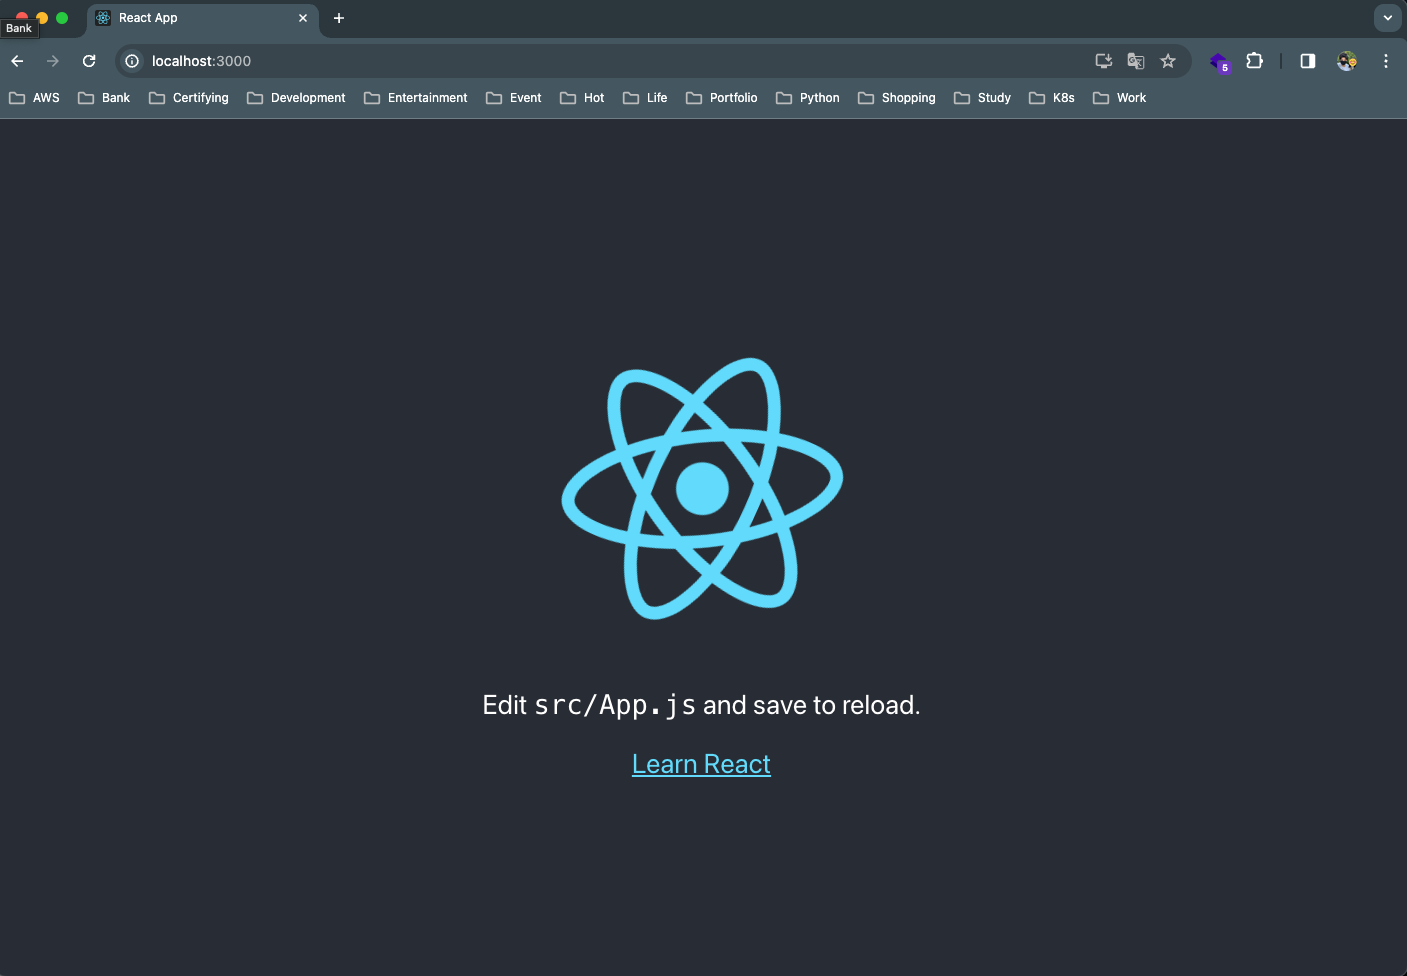 React App
Bank
localhost:3000
5
AWS Bank Certifying Development Entertainment Event Hot Life Portfolio Python Shopping Study K8s Work
Edit src/App.js and save to reload.
Learn React